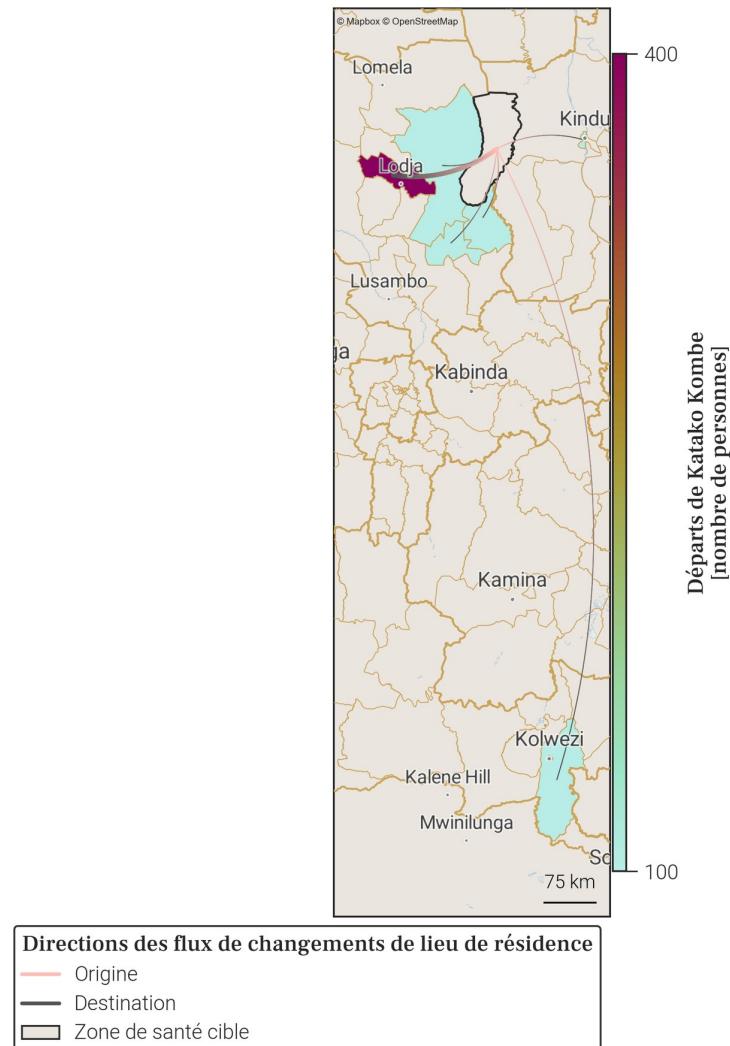 © Mapbox © OpenStreetMap
Lomela
Kindu
Lodja
Lusambo
ga
Kabinda
Kamina
Kolwezi
Kalene Hill
Mwinilunga
So
75 km
400
100
Départs de Katako Kombe
[nombre de personnes]
Directions des flux de changements de lieu de résidence
Origine
Destination
Zone de santé cible